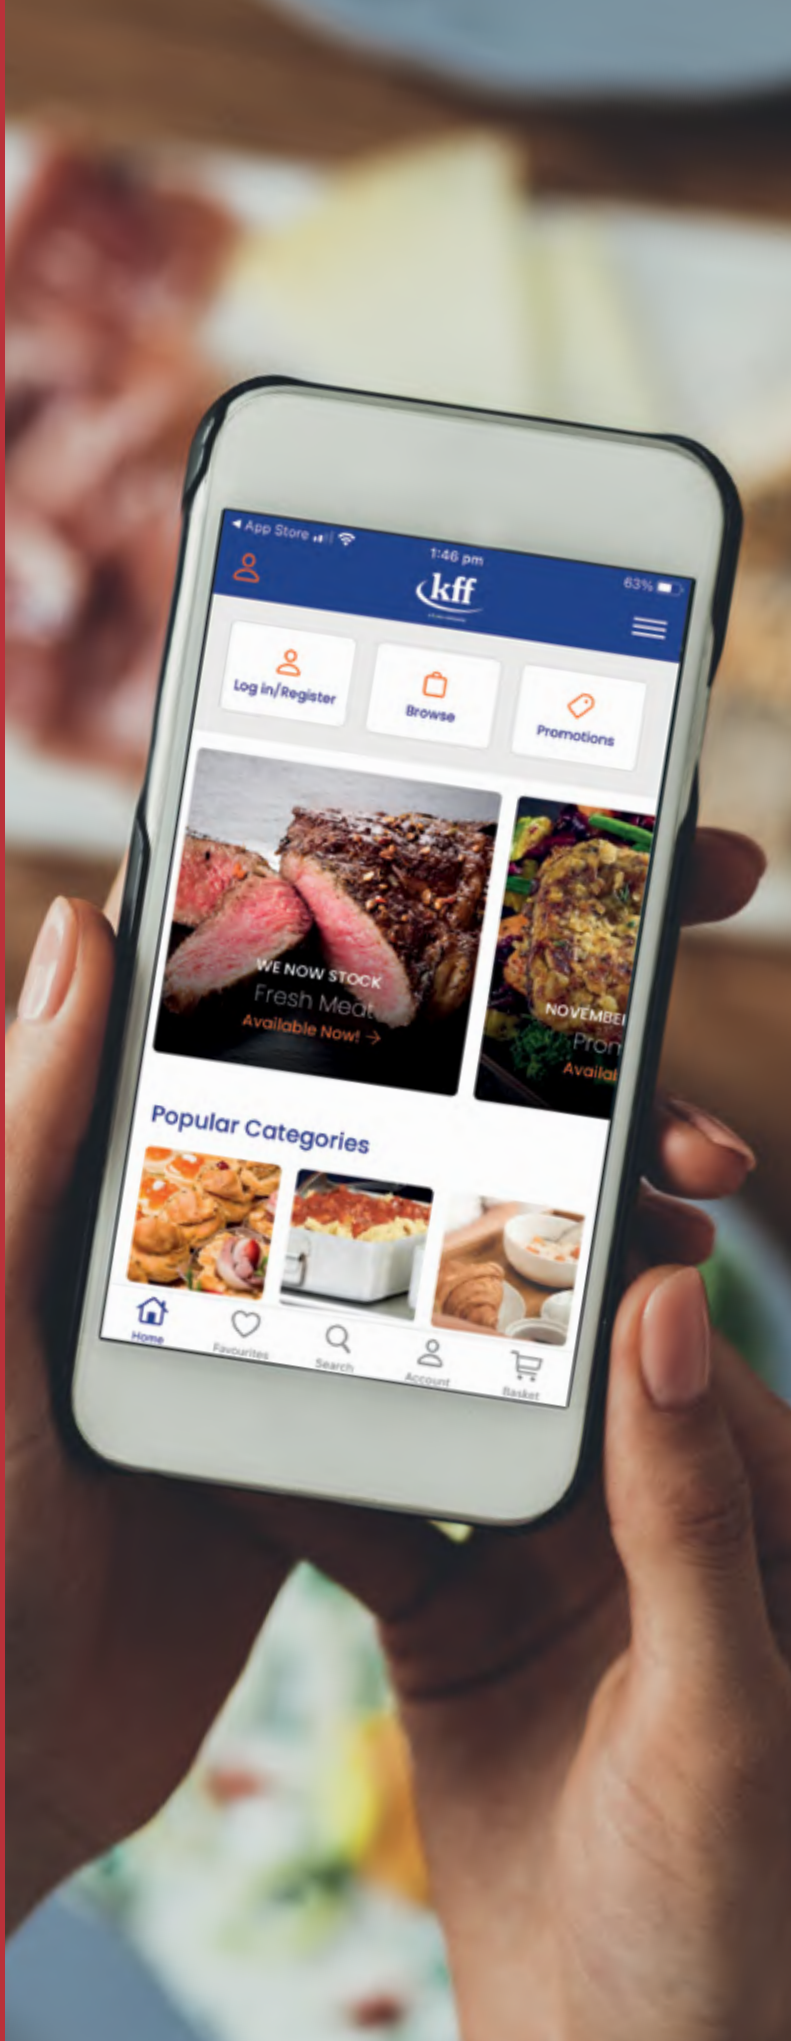 App Store
1:46 pm
63%
kff
Log in/Register
Browse
Promotions
WE NOW STOCK
Fresh Meat
Available Now! →
NOVEMBE
Pron
Availal
Popular Categories
Home
Favourites
Search
Account
Basket